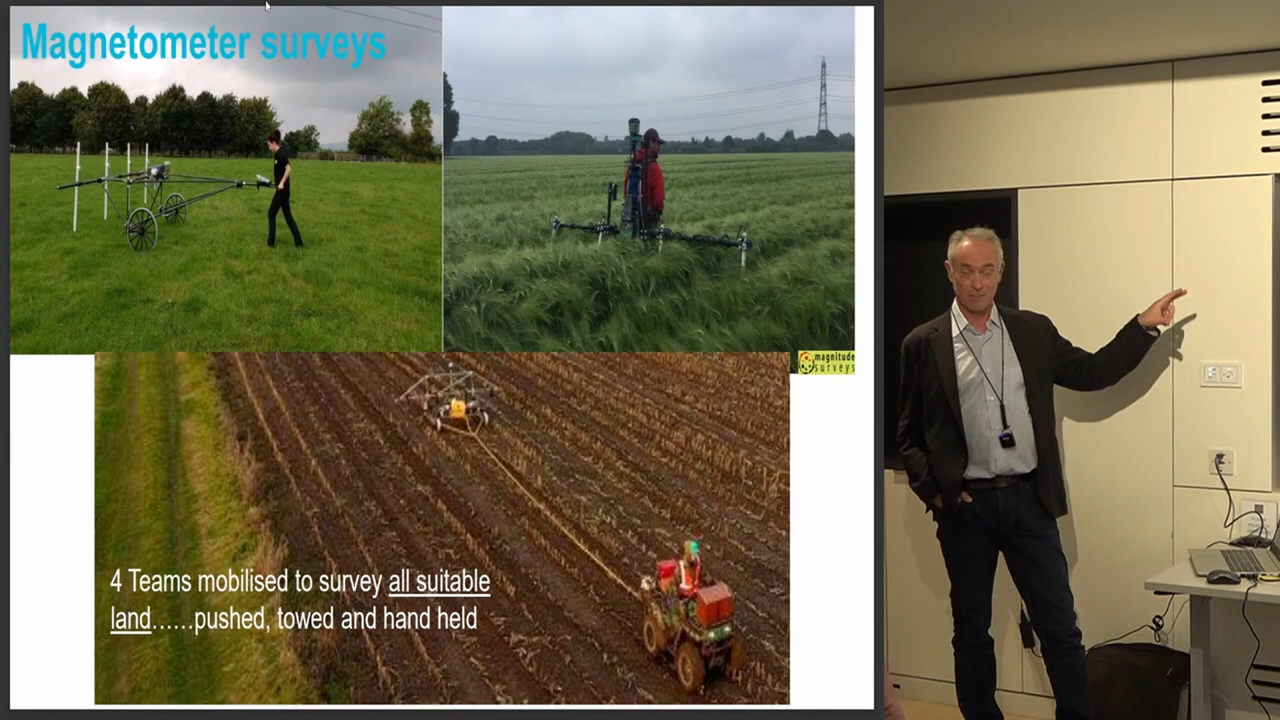 Magnetometer surveys
magnitude
surveys
4 Teams mobilised to survey all suitable
land......pushed, towed and hand held